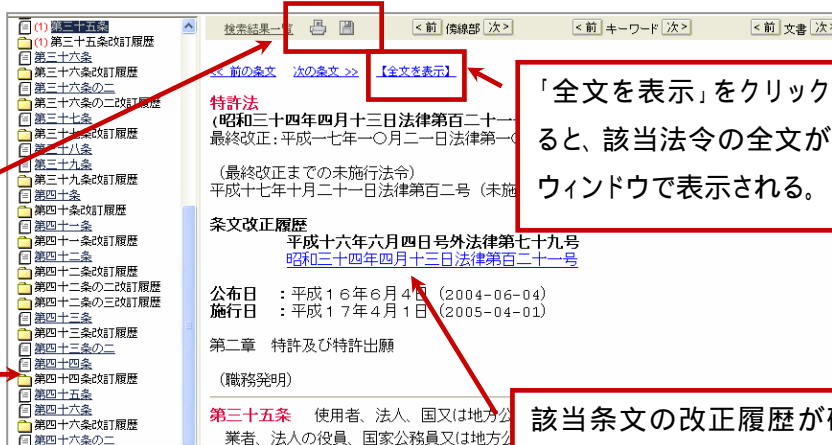 (1) 第三十五条
(1) 第三十五条改訂履歴
第三十六条
第三十六条改訂履歴
第三十六条の二
第三十六条の二改訂履歴
第三十七条
第三十七条改訂履歴
第三十八条
第三十九条
第三十九条改訂履歴
第四十条
第四十条改訂履歴
第四十一条
第四十一条改訂履歴
第四十二条
第四十二条改訂履歴
第四十二条の二改訂履歴
第四十二条の三改訂履歴
第四十三条
第四十三条改訂履歴
第四十三条の二
第四十四条
第四十四条改訂履歴
第四十五条
第四十六条
第四十六条改訂履歴
第四十六条の二
検索結果一覧 <前 傍線部 次> <前 キーワード 次> <前 文書 次
<< 前の条文 次の条文 >> 【全文を表示】
特許法
(昭和三十四年四月十三日法律第百二十一
最終改正:平成一七年一〇月二一日法律第一〇
(最終改正までの未施行法令)
平成十七年十月二十一日法律第百二号 (未施
条文改正履歴
平成十六年六月四日号外法律第七十九号
昭和三十四年四月十三日法律第百二十一号
公布日 :平成16年6月4日 (2004-06-04)
施行日 :平成17年4月1日 (2005-04-01)
第二章 特許及び特許出願
(職務発明)
第三十五条 使用者、法人、国又は地方公
業者、法人の役員、国家公務員又は地方公
「全文を表示」をクリック
ると、該当法令の全文が
ウィンドウで表示される。
該当条文の改正履歴が